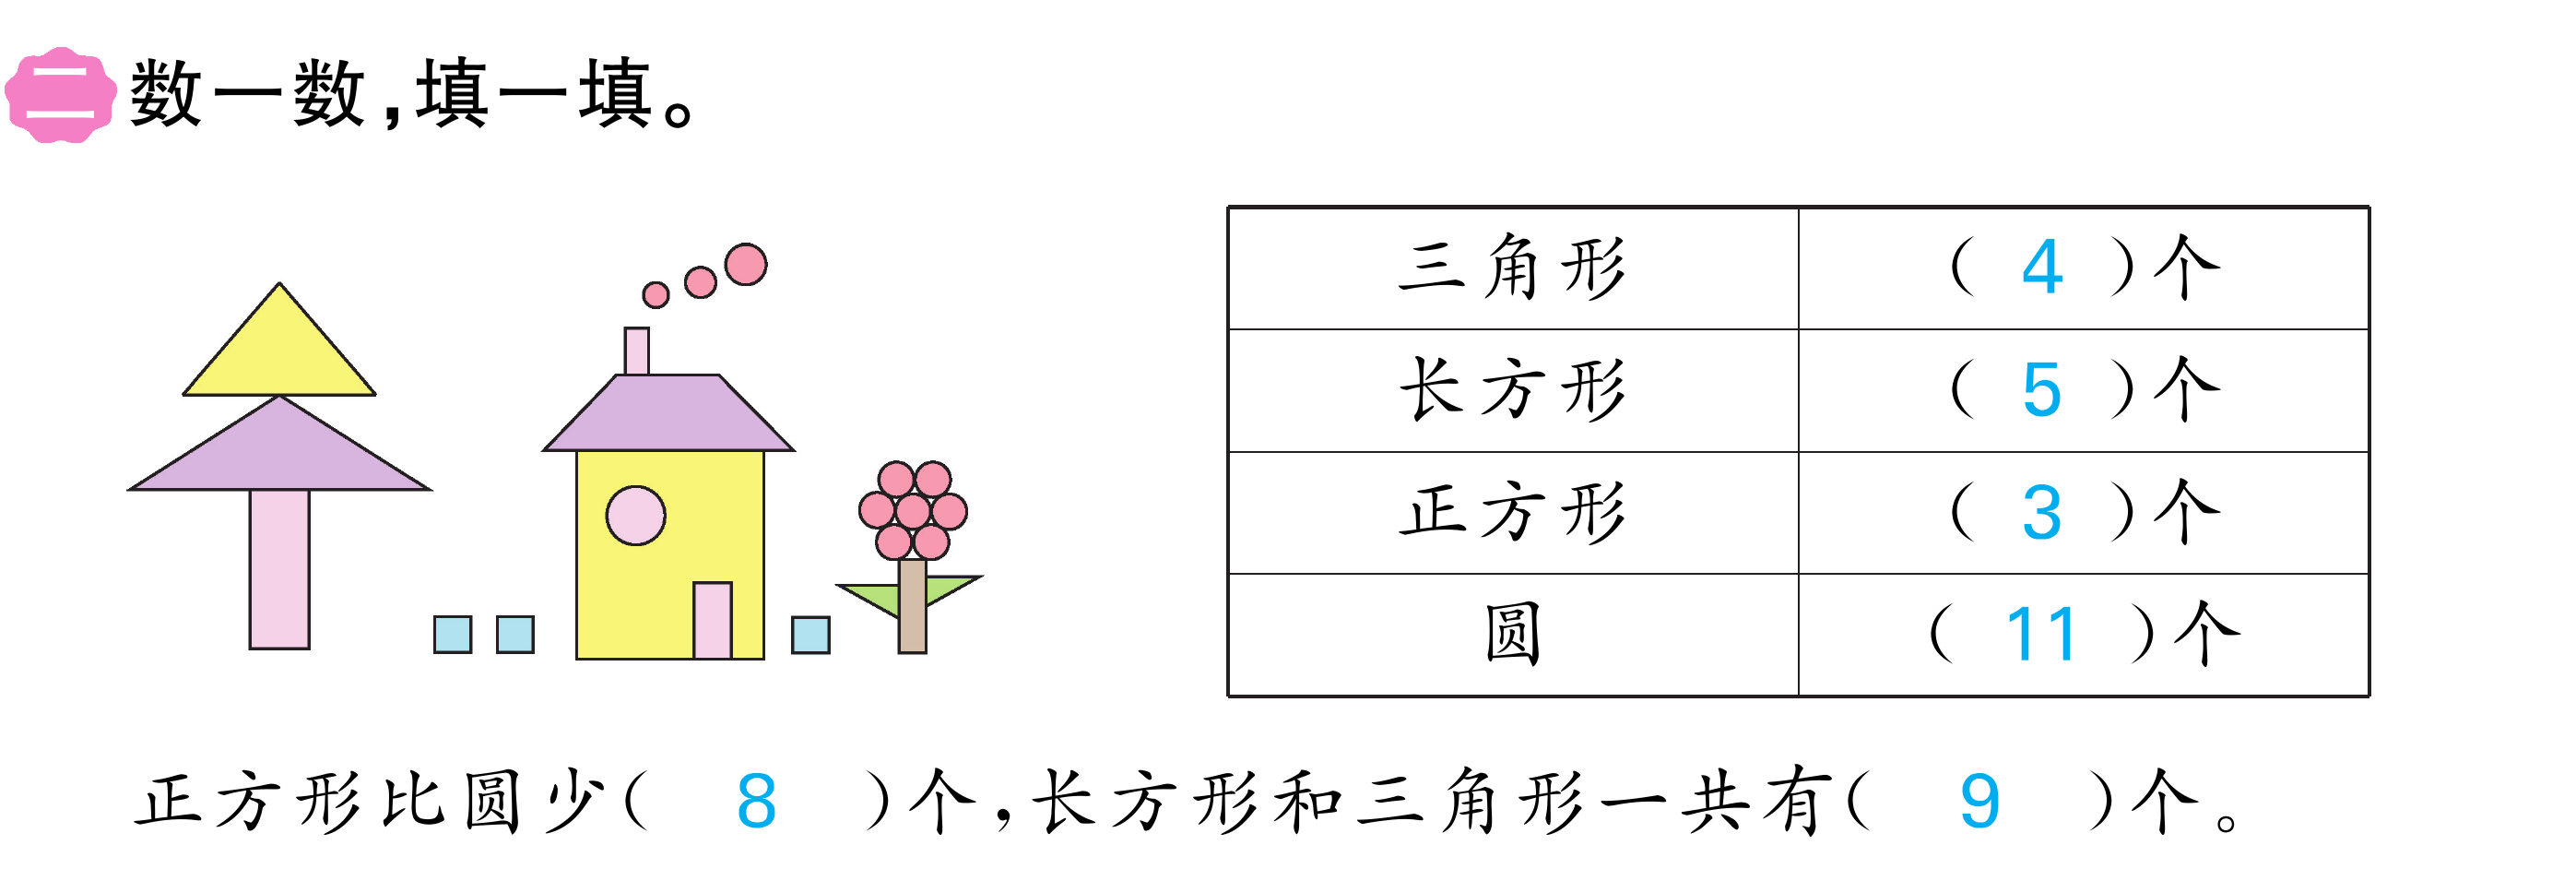 二 数一数,填一填。
三角形 ( 4 )个
长方形 ( 5 )个
正方形 ( 3 )个
圆 ( 11 )个
正方形比圆少( 8 )个,长方形和三角形一共有( 9 )个。